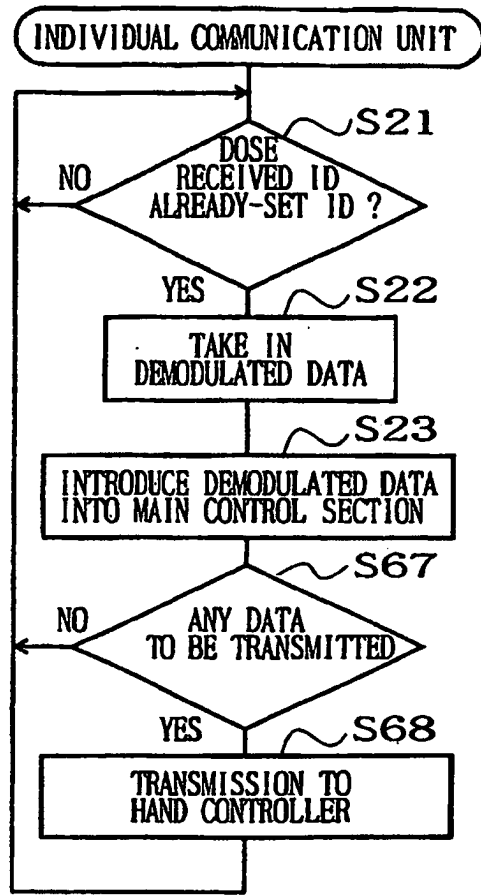 INDIVIDUAL COMMUNICATION UNIT
S21
DOSE
RECEIVED ID
ALREADY-SET ID ?
NO
YES
S22
TAKE IN
DEMODULATED DATA
S23
INTRODUCE DEMODULATED DATA
INTO MAIN CONTROL SECTION
S67
NO
ANY DATA
TO BE TRANSMITTED
YES
S68
TRANSMISSION TO
HAND CONTROLLER